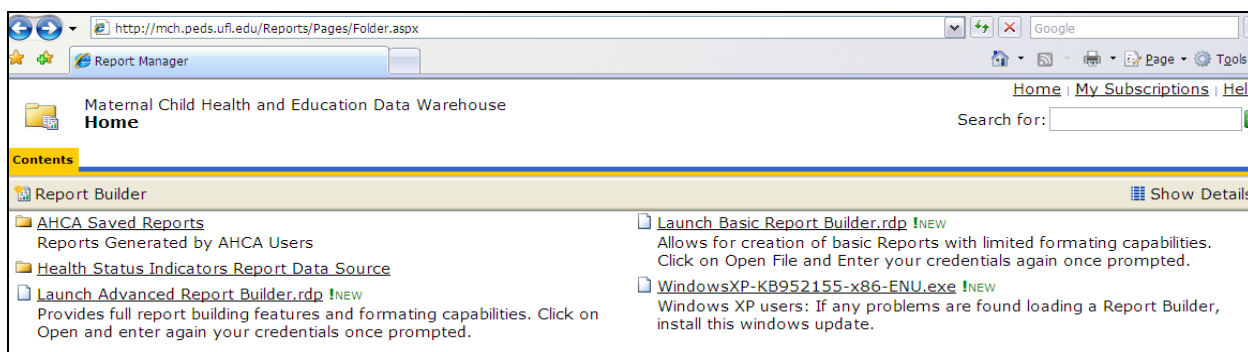 http://mch.peds.ufl.edu/Reports/Pages/Folder.aspx
Google
Report Manager
Page
Tools
Home | My Subscriptions | Hel
Maternal Child Health and Education Data Warehouse
Home
Search for:
Contents
Report Builder
Show Details
AHCA Saved Reports
Reports Generated by AHCA Users
Health Status Indicators Report Data Source
Launch Advanced Report Builder.rdp !NEW
Provides full report building features and formating capabilities. Click on
Open and enter again your credentials once prompted.
Launch Basic Report Builder.rdp !NEW
Allows for creation of basic Reports with limited formating capabilities.
Click on Open File and Enter your credentials again once prompted.
WindowsXP-KB952155-x86-ENU.exe !NEW
Windows XP users: If any problems are found loading a Report Builder,
install this windows update.